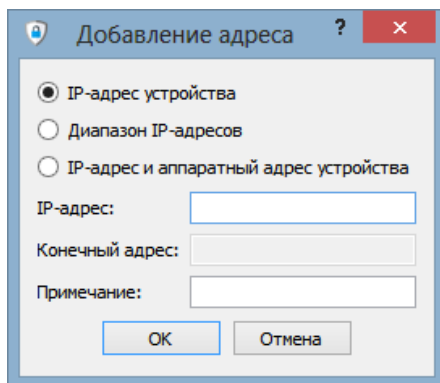 Добавление адреса ? ×
IP-адрес устройства
Диапазон IP-адресов
IP-адрес и аппаратный адрес устройства
IP-адрес:
Конечный адрес:
Примечание:
OK Отмена